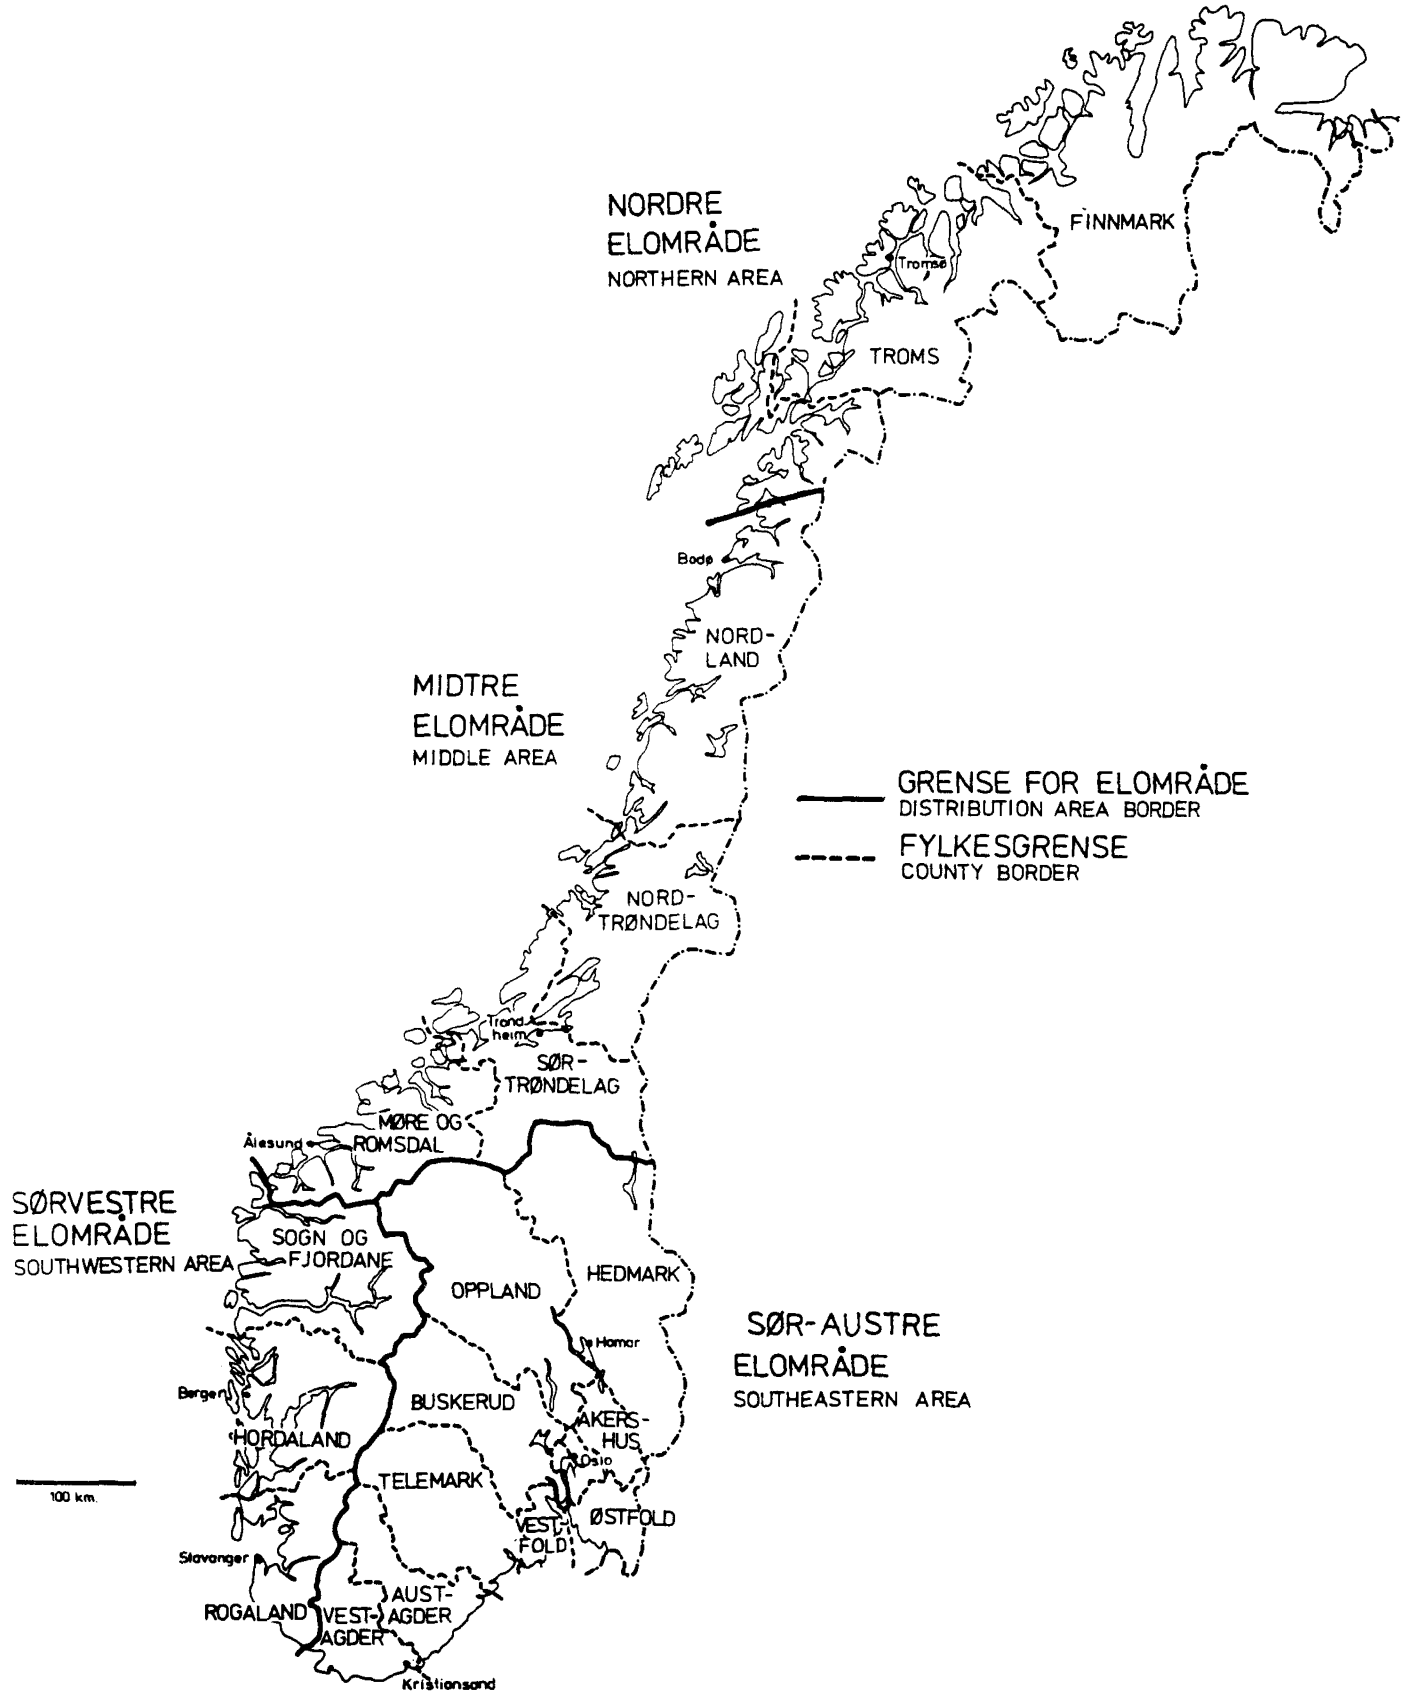 NORDRE
ELOMRÅDE
NORTHERN AREA
FINNMARK
Tromsø
TROMS
Bodø
NORD-
LAND
MIDTRE
ELOMRÅDE
MIDDLE AREA
GRENSE FOR ELOMRÅDE
DISTRIBUTION AREA BORDER
FYLKESGRENSE
COUNTY BORDER
NORD-
TRØNDELAG
Trond
heim
SØR-
TRØNDELAG
MØRE OG
ROMSDAL
Ålesund
SØRVESTRE
ELOMRÅDE
SOUTHWESTERN AREA
SOGN OG
FJORDANE
OPPLAND
HEDMARK
SØR-AUSTRE
ELOMRÅDE
SOUTHEASTERN AREA
Hamar
Bergen
BUSKERUD
AKERS-
HUS
HORDALAND
Oslo
TELEMARK
100 km.
ØSTFOLD
VEST-
FOLD
Stavanger
ROGALAND
VEST-
AGDER
AUST-
AGDER
Kristiansand